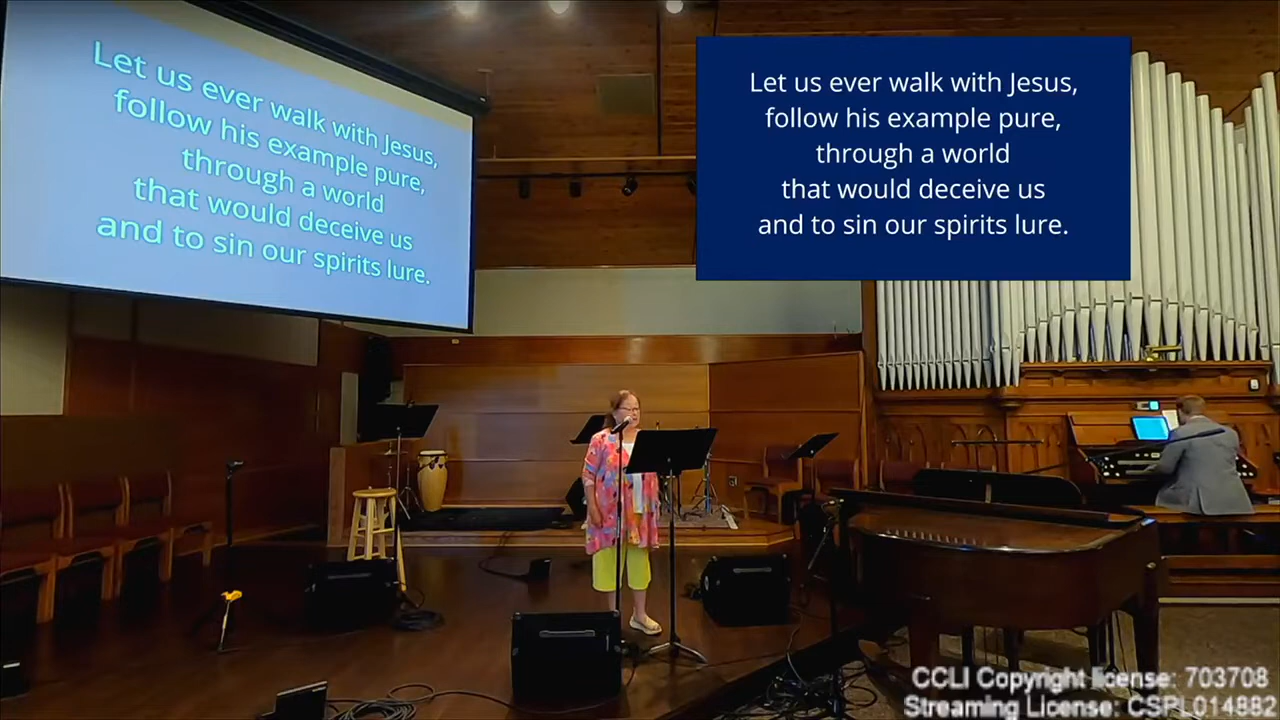 Let us ever walk with Jesus,
follow his example pure,
through a world
that would deceive us
and to sin our spirits lure.
Let us ever walk with Jesus,
follow his example pure,
through a world
that would deceive us
and to sin our spirits lure.
CCLI Copyright license: 703708
Streaming License: CSPL014882